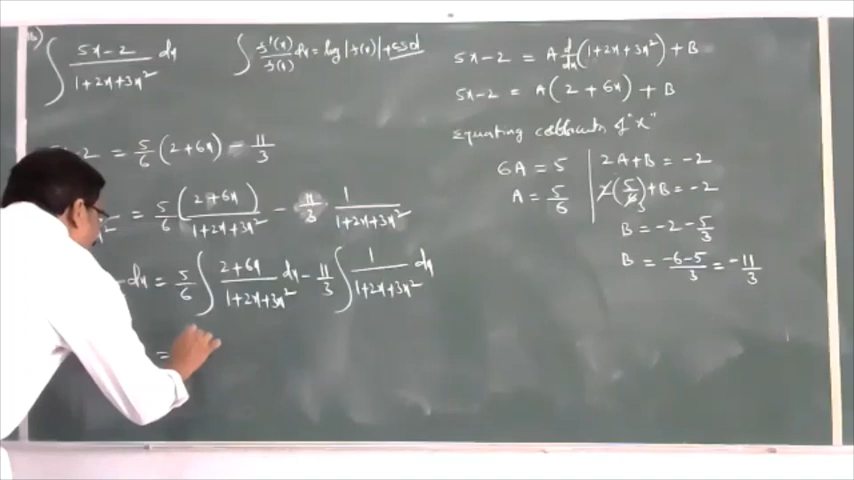 ∫ (5x-2)/(1+2x+3x²) dx
∫ f'(x)/f(x) dx = log|f(x)| +
2 = 5/6 (2+6x) - 11/3
= 5/6 (2+6x)/(1+2x+3x²) - 11/3 · 1/(1+2x+3x²)
dx = 5/6 ∫ (2+6x)/(1+2x+3x²) dx - 11/3 ∫ 1/(1+2x+3x²) dx
=
5x-2 = A d/dx (1+2x+3x²) + B
5x-2 = A(2+6x) + B
Equating of "x"
6A = 5
A = 5/6
2A+B = -2
2(5/6)+B = -2
3
B = -2-5/3
B = (-6-5)/3 = -11/3